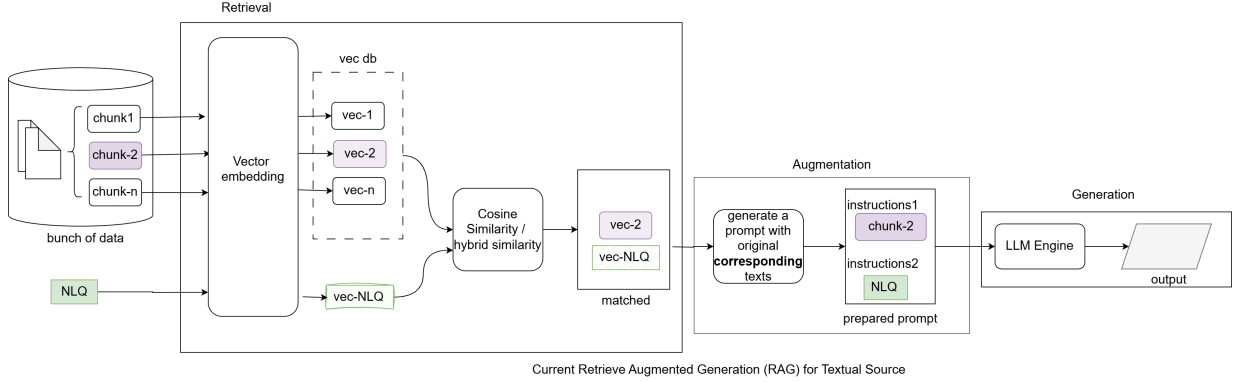 Retrieval
vec db
chunk1
chunk-2
chunk-n
bunch of data
NLQ
Vector
embedding
vec-1
vec-2
vec-n
vec-NLQ
Cosine
Similarity /
hybrid similarity
vec-2
vec-NLQ
matched
Augmentation
generate a
prompt with
original
corresponding
texts
instructions1
chunk-2
instructions2
NLQ
prepared prompt
Generation
LLM Engine
output
Current Retrieve Augmented Generation (RAG) for Textual Source